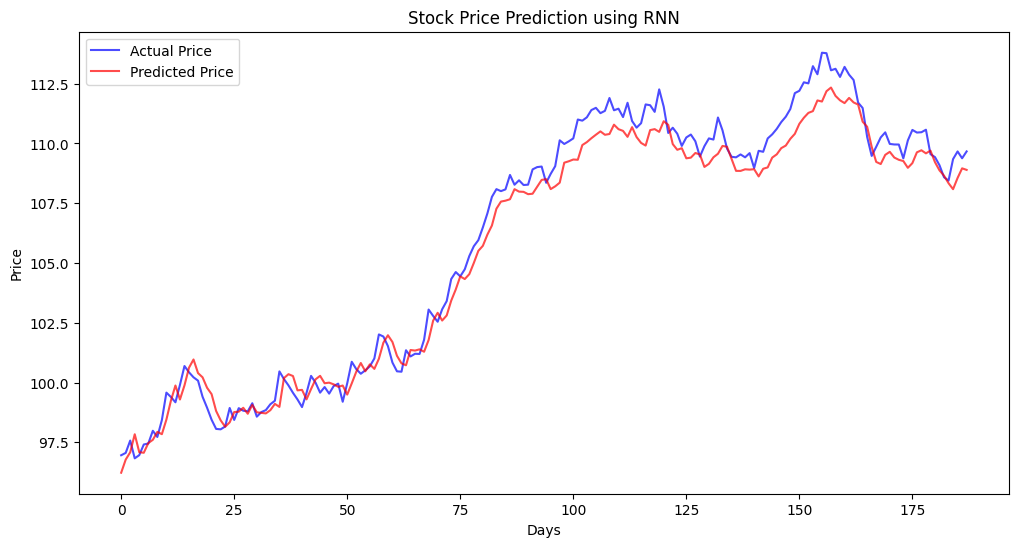 Stock Price Prediction using RNN
Actual Price
Predicted Price
Price
112.5
110.0
107.5
105.0
102.5
100.0
97.5
0 25 50 75 100 125 150 175
Days